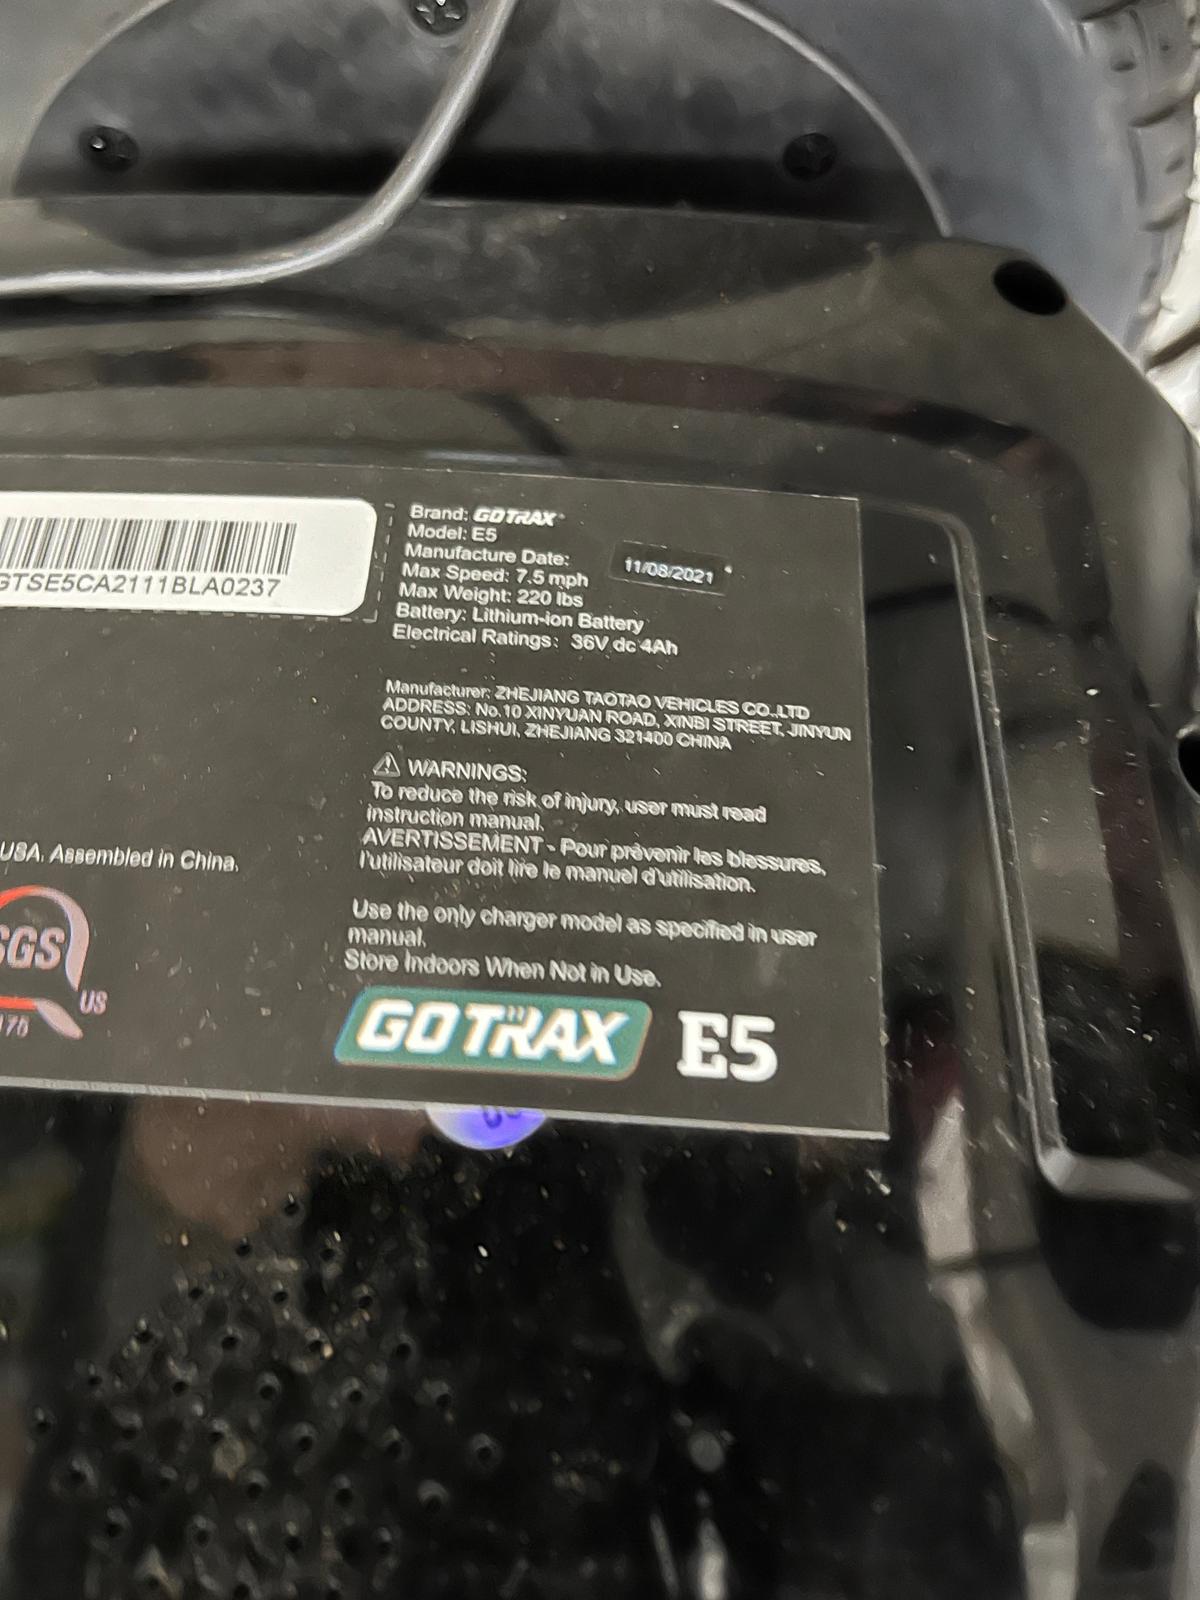 GTSE5CA2111BLA0237
Brand: GOTRAX
Model: E5
Manufacture Date: 11/08/2021
Max Speed: 7.5 mph
Max Weight: 220 lbs
Battery: Lithium-ion Battery
Electrical Ratings: 36V dc 4Ah
Manufacturer: ZHEJIANG TAOTAO VEHICLES CO.,LTD
ADDRESS: No.10 XINYUAN ROAD, XINBI STREET, JINYUN
COUNTY, LISHUI, ZHEJIANG 321400 CHINA
WARNINGS:
To reduce the risk of injury, user must read
instruction manual.
AVERTISSEMENT - Pour prévenir les blessures,
l'utilisateur doit lire le manuel d'utilisation.
USA. Assembled in China.
Use the only charger model as specified in user
manual.
Store Indoors When Not in Use.
SGS
US
GOTRAX E5